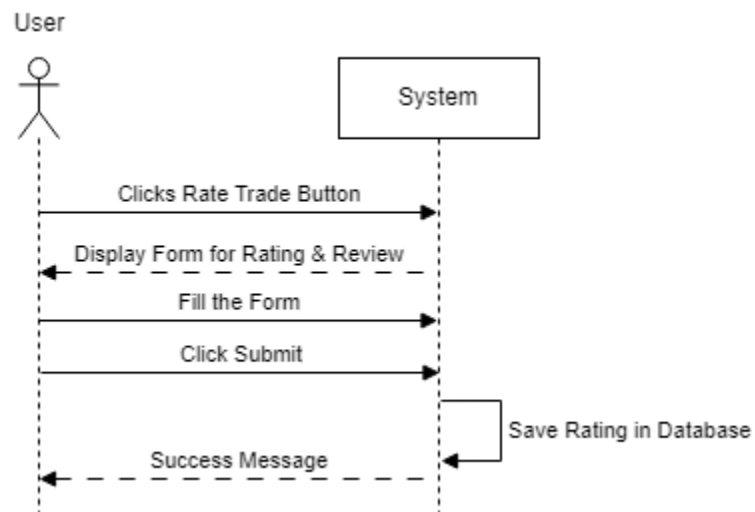 User
System
Clicks Rate Trade Button
Display Form for Rating & Review
Fill the Form
Click Submit
Save Rating in Database
Success Message